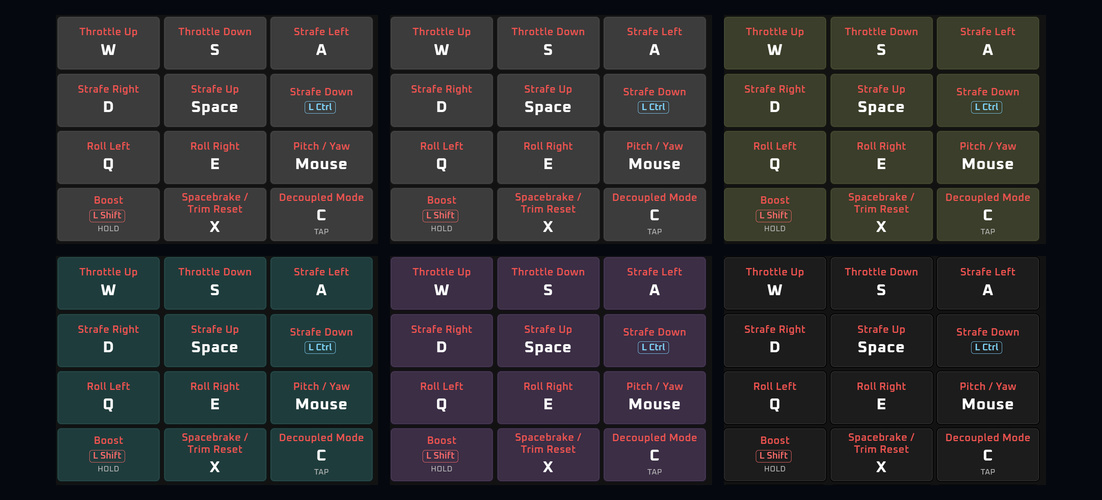 Throttle Up
W
Throttle Down
S
Strafe Left
A
Strafe Right
D
Strafe Up
Space
Strafe Down
L Ctrl
Roll Left
Q
Roll Right
E
Pitch / Yaw
Mouse
Boost
L Shift
HOLD
Spacebrake /
Trim Reset
X
Decoupled Mode
C
TAP
Throttle Up
W
Throttle Down
S
Strafe Left
A
Strafe Right
D
Strafe Up
Space
Strafe Down
L Ctrl
Roll Left
Q
Roll Right
E
Pitch / Yaw
Mouse
Boost
L Shift
HOLD
Spacebrake /
Trim Reset
X
Decoupled Mode
C
TAP
Throttle Up
W
Throttle Down
S
Strafe Left
A
Strafe Right
D
Strafe Up
Space
Strafe Down
L Ctrl
Roll Left
Q
Roll Right
E
Pitch / Yaw
Mouse
Boost
L Shift
HOLD
Spacebrake /
Trim Reset
X
Decoupled Mode
C
TAP
Throttle Up
W
Throttle Down
S
Strafe Left
A
Strafe Right
D
Strafe Up
Space
Strafe Down
L Ctrl
Roll Left
Q
Roll Right
E
Pitch / Yaw
Mouse
Boost
L Shift
HOLD
Spacebrake /
Trim Reset
X
Decoupled Mode
C
TAP
Throttle Up
W
Throttle Down
S
Strafe Left
A
Strafe Right
D
Strafe Up
Space
Strafe Down
L Ctrl
Roll Left
Q
Roll Right
E
Pitch / Yaw
Mouse
Boost
L Shift
HOLD
Spacebrake /
Trim Reset
X
Decoupled Mode
C
TAP
Throttle Up
W
Throttle Down
S
Strafe Left
A
Strafe Right
D
Strafe Up
Space
Strafe Down
L Ctrl
Roll Left
Q
Roll Right
E
Pitch / Yaw
Mouse
Boost
L Shift
HOLD
Spacebrake /
Trim Reset
X
Decoupled Mode
C
TAP